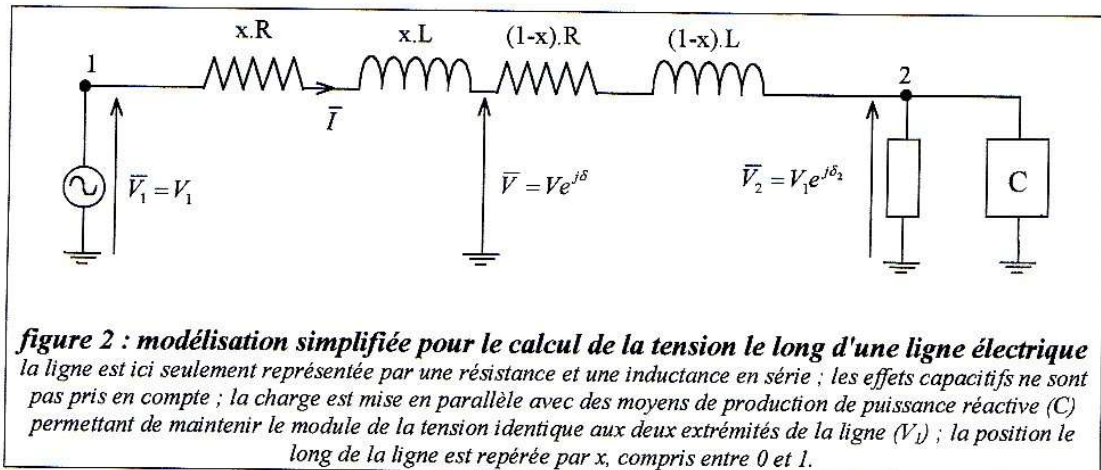 x.R x.L (1-x).R (1-x).L
1 2
I̅
V̅₁ = V₁ V̅ = Ve^{jδ} V̅₂ = V₁e^{jδ₂} C
figure 2 : modélisation simplifiée pour le calcul de la tension le long d'une ligne électrique
la ligne est ici seulement représentée par une résistance et une inductance en série ; les effets capacitifs ne sont
pas pris en compte ; la charge est mise en parallèle avec des moyens de production de puissance réactive (C)
permettant de maintenir le module de la tension identique aux deux extrémités de la ligne (V₁) ; la position le
long de la ligne est repérée par x, compris entre 0 et 1.